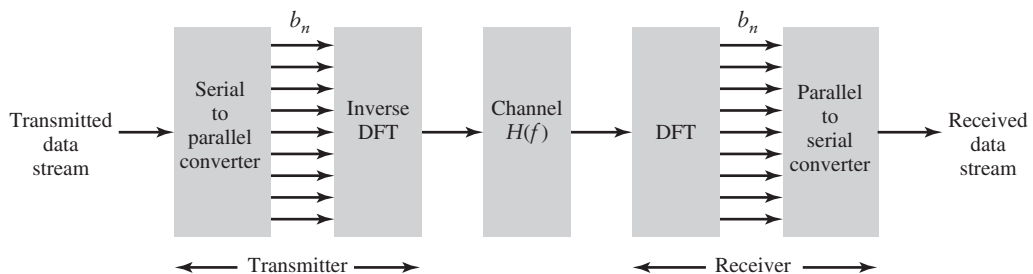 b_n
b_n
Serial
to
parallel
converter
Inverse
DFT
Channel
H(f)
DFT
Parallel
to
serial
converter
Transmitted
data
stream
Received
data
stream
Transmitter
Receiver